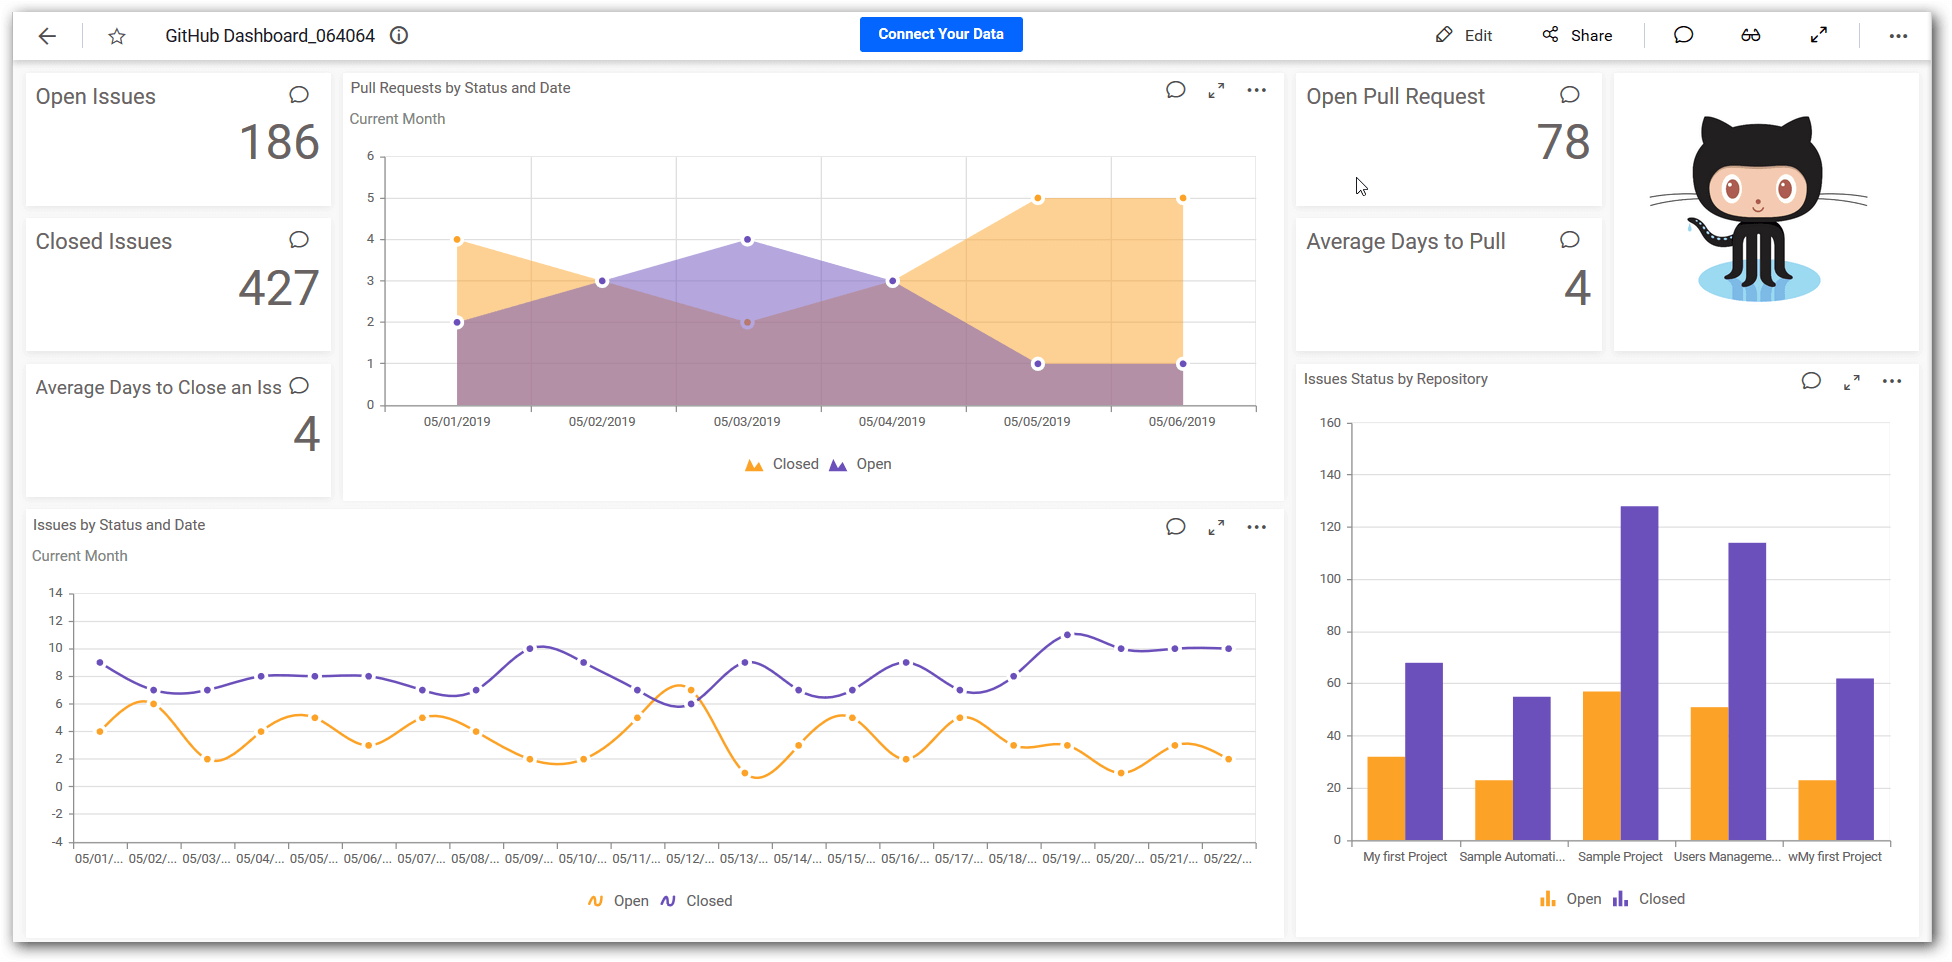 GitHub Dashboard_064064
Connect Your Data
Edit
Share
Open Issues
186
Closed Issues
427
Average Days to Close an Iss
4
Pull Requests by Status and Date
Current Month
6
5
4
3
2
1
0
05/01/2019 05/02/2019 05/03/2019 05/04/2019 05/05/2019 05/06/2019
Closed Open
Open Pull Request
78
Average Days to Pull
4
Issues by Status and Date
Current Month
14
12
10
8
6
4
2
0
-2
-4
05/01/... 05/02/... 05/03/... 05/04/... 05/05/... 05/06/... 05/07/... 05/08/... 05/09/... 05/10/... 05/11/... 05/12/... 05/13/... 05/14/... 05/15/... 05/16/... 05/17/... 05/18/... 05/19/... 05/20/... 05/21/... 05/22/...
Open Closed
Issues Status by Repository
160
140
120
100
80
60
40
20
0
My first Project Sample Automati... Sample Project Users Manageme... wMy first Project
Open Closed